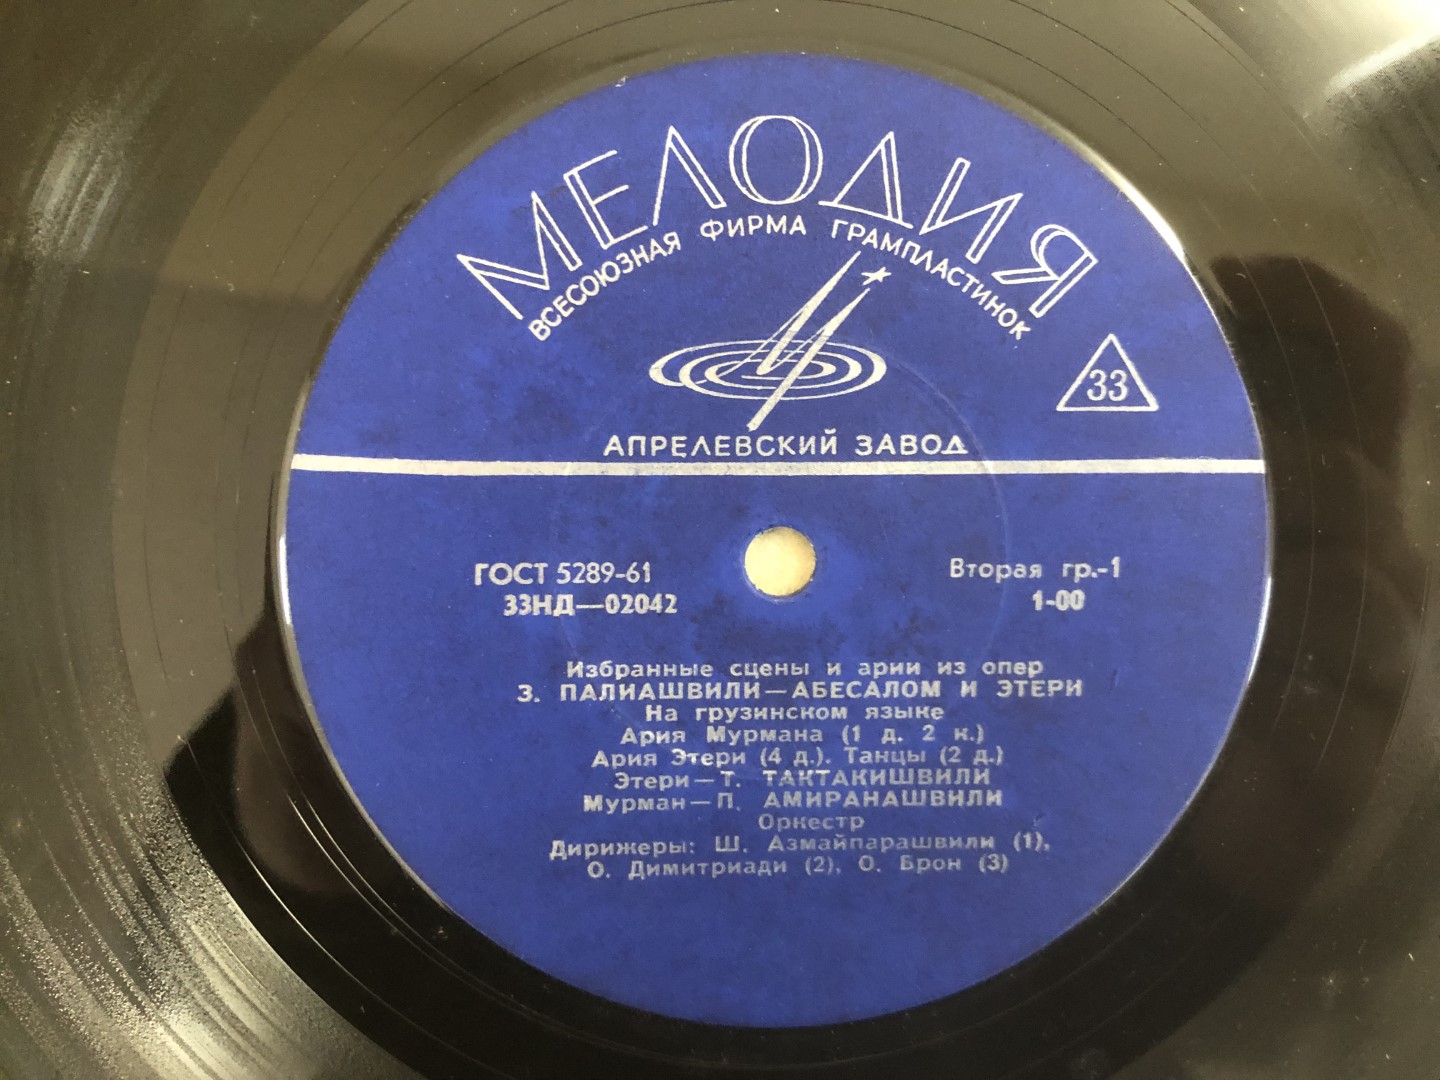 МЕЛОДИЯ
ВСЕСОЮЗНАЯ ФИРМА ГРАМПЛАСТИНОК
33
АПРЕЛЕВСКИЙ ЗАВОД
ГОСТ 5289-61
Вторая гр.-1
33НД—02042
1-00
Избранные сцены и арии из опер
З. ПАЛИАШВИЛИ—АБЕСАЛОМ И ЭТЕРИ
На грузинском языке
Ария Мурмана (1 д. 2 к.)
Ария Этери (4 д.). Танцы (2 д.)
Этери—Т. ТАКТАКИШВИЛИ
Мурман—П. АМИРАНАШВИЛИ
Оркестр
Дирижеры: Ш. Азмайпарашвили (1),
О. Димитриади (2), О. Брон (3)